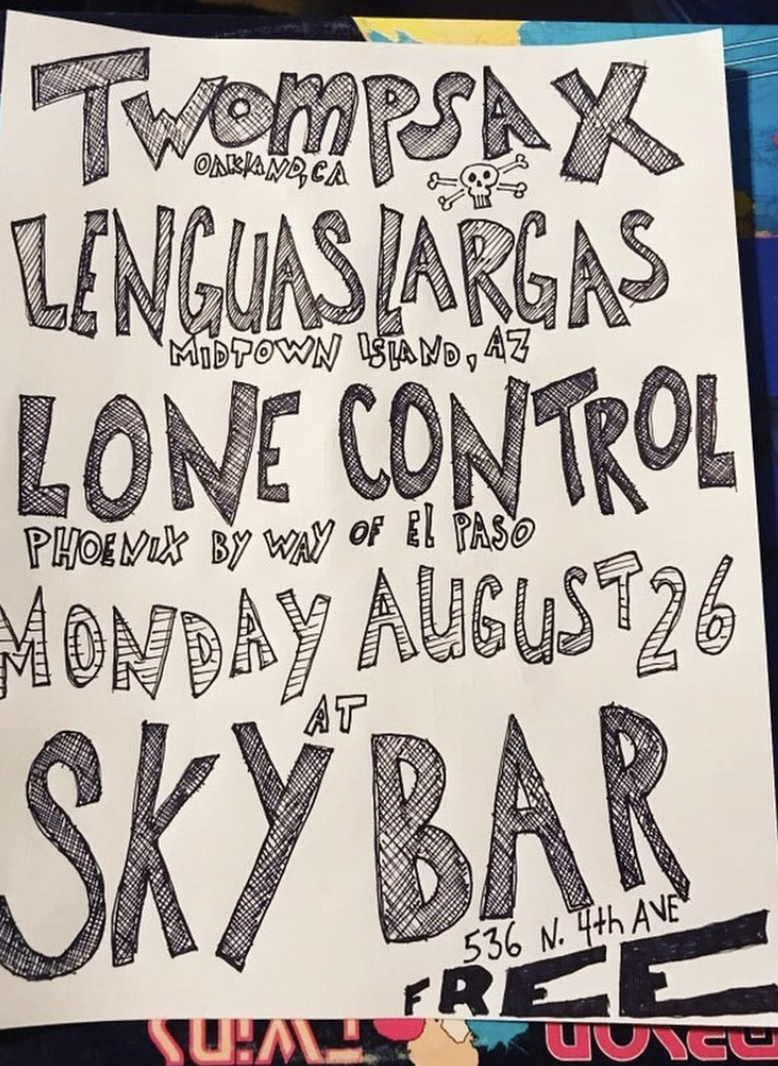 TWOMPSAX
OAKLAND, CA
LENGUAS LARGAS
MIDTOWN ISLAND, AZ
LONE CONTROL
PHOENIX BY WAY OF EL PASO
MONDAY AUGUST 26
AT
SKY BAR
536 N. 4th AVE
FREE